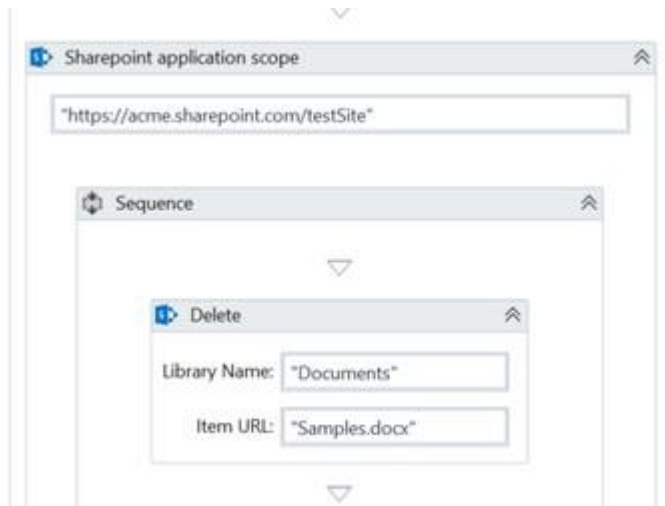 Sharepoint application scope
"https://acme.sharepoint.com/testSite"
Sequence
Delete
Library Name: "Documents"
Item URL: "Samples.docx"